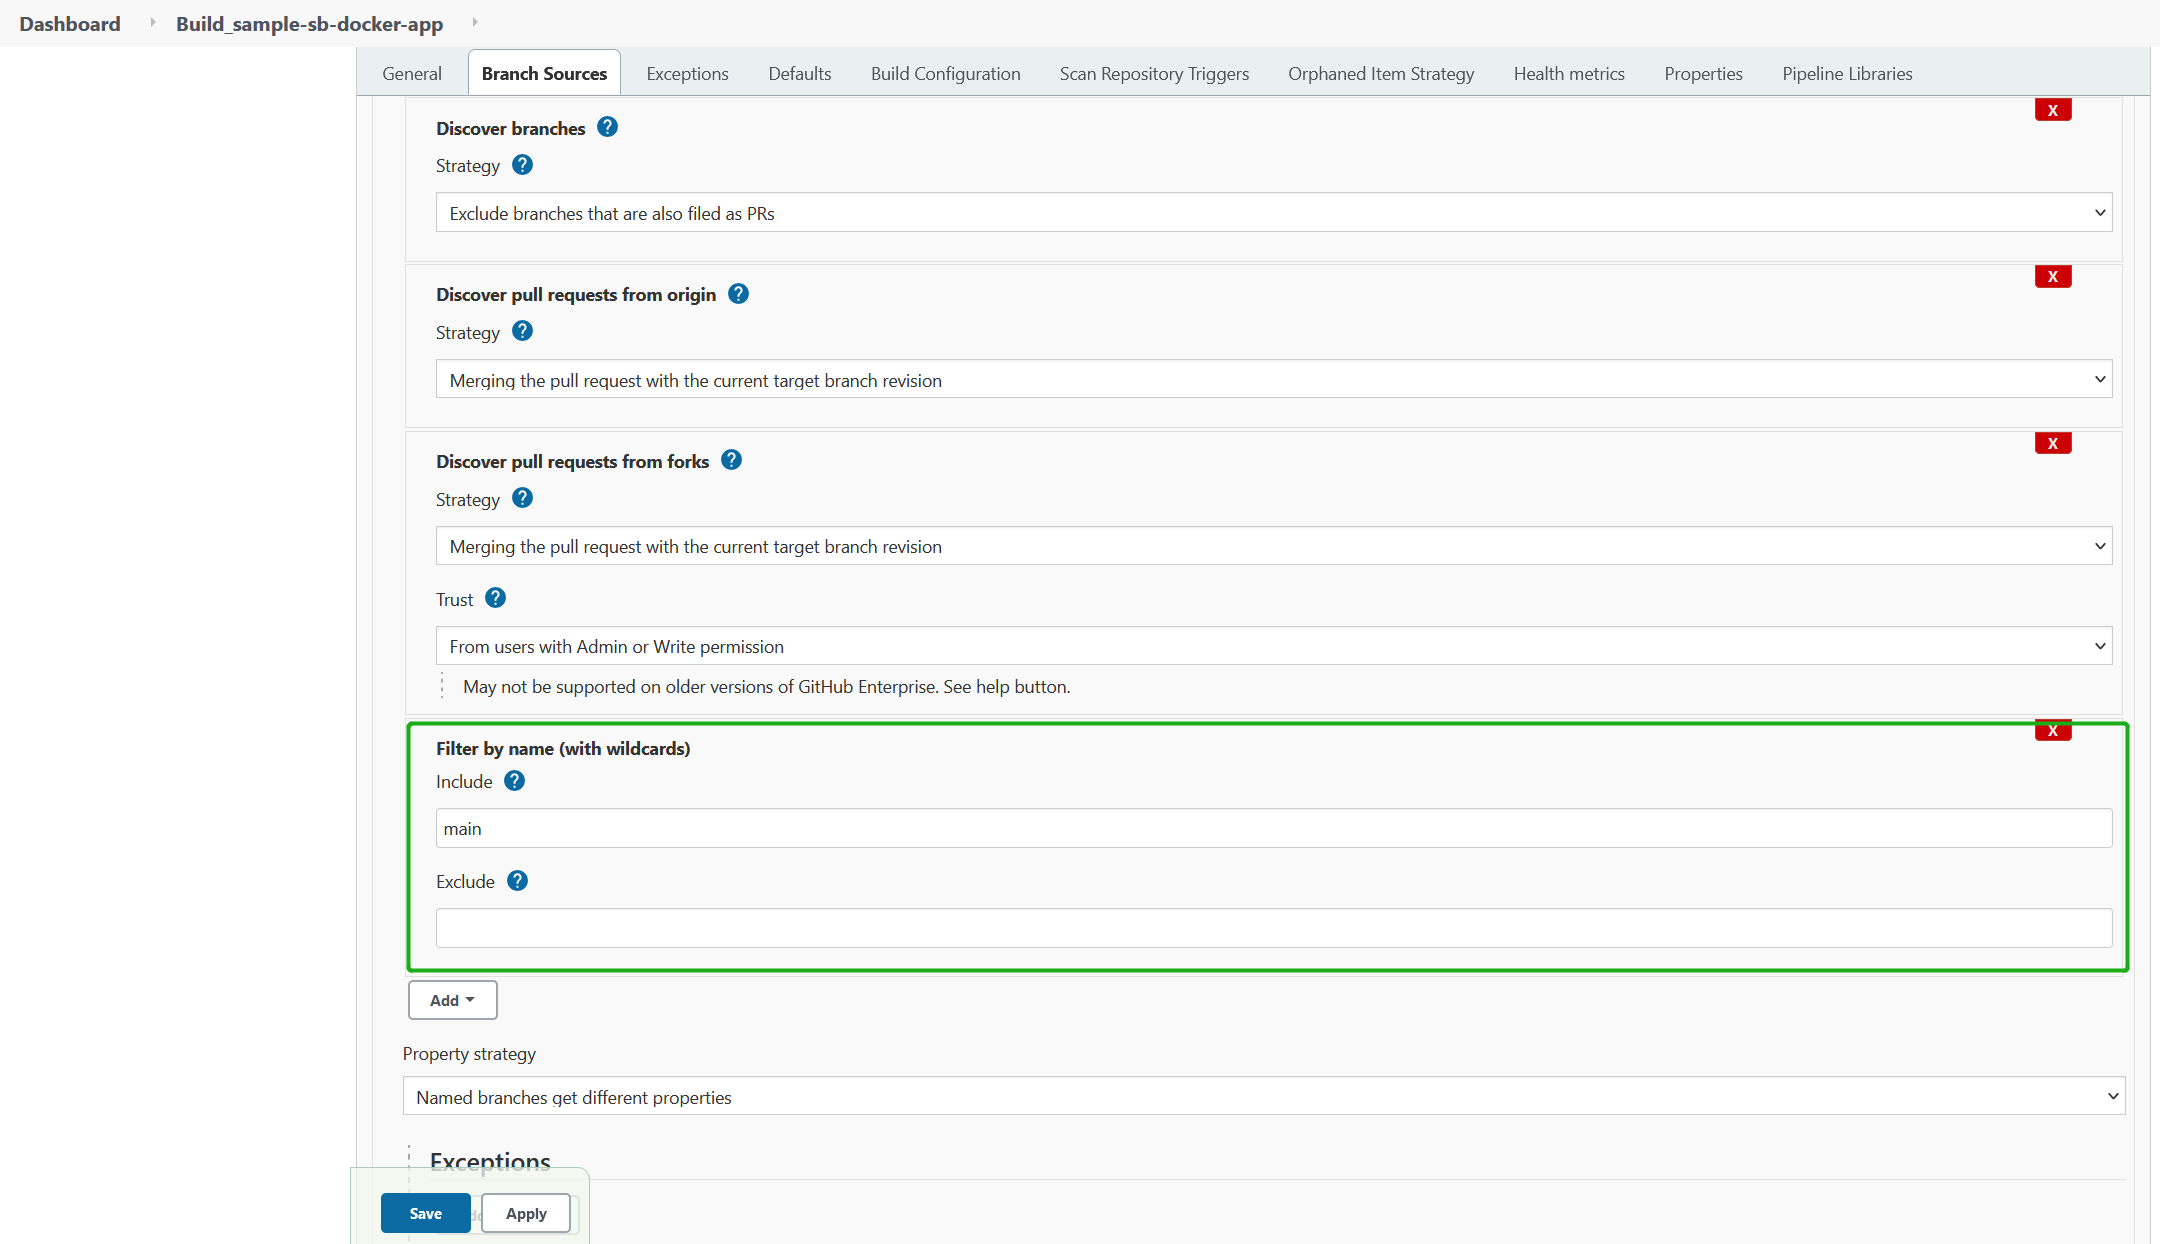 Dashboard Build_sample-sb-docker-app
General Branch Sources Exceptions Defaults Build Configuration Scan Repository Triggers Orphaned Item Strategy Health metrics Properties Pipeline Libraries
X
Discover branches ?
Strategy ?
Exclude branches that are also filed as PRs
X
Discover pull requests from origin ?
Strategy ?
Merging the pull request with the current target branch revision
X
Discover pull requests from forks ?
Strategy ?
Merging the pull request with the current target branch revision
Trust ?
From users with Admin or Write permission
May not be supported on older versions of GitHub Enterprise. See help button.
X
Filter by name (with wildcards)
Include ?
main
Exclude ?
Add
Property strategy
Named branches get different properties
Exceptions
Save Apply